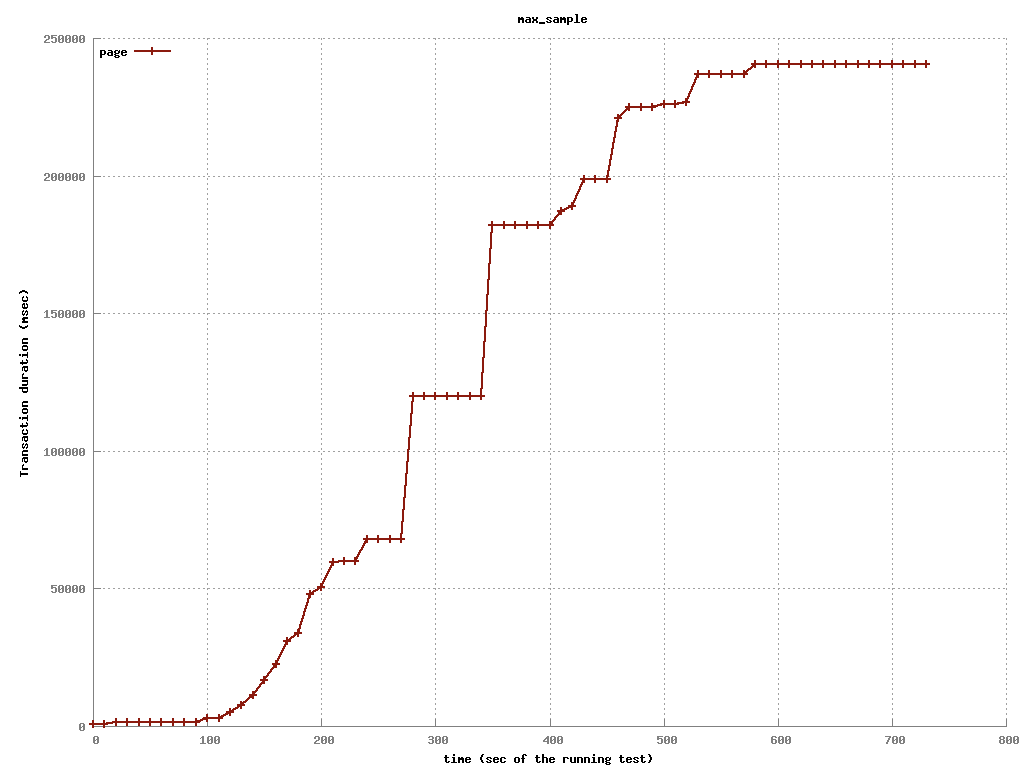 max_sample
page
250000
200000
150000
100000
50000
0
Transaction duration (msec)
0 100 200 300 400 500 600 700 800
time (sec of the running test)